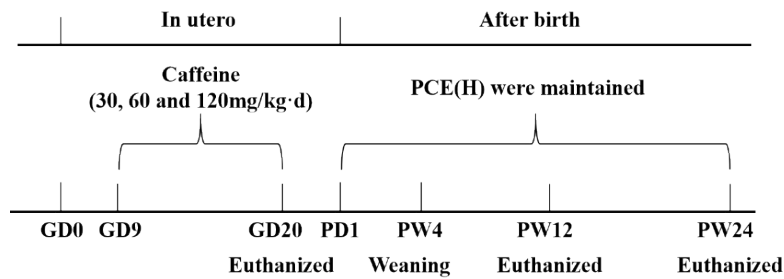 In utero After birth
Caffeine
(30, 60 and 120mg/kg·d)
PCE(H) were maintained
GD0 GD9 GD20 PD1 PW4 PW12 PW24
Euthanized Weaning Euthanized Euthanized